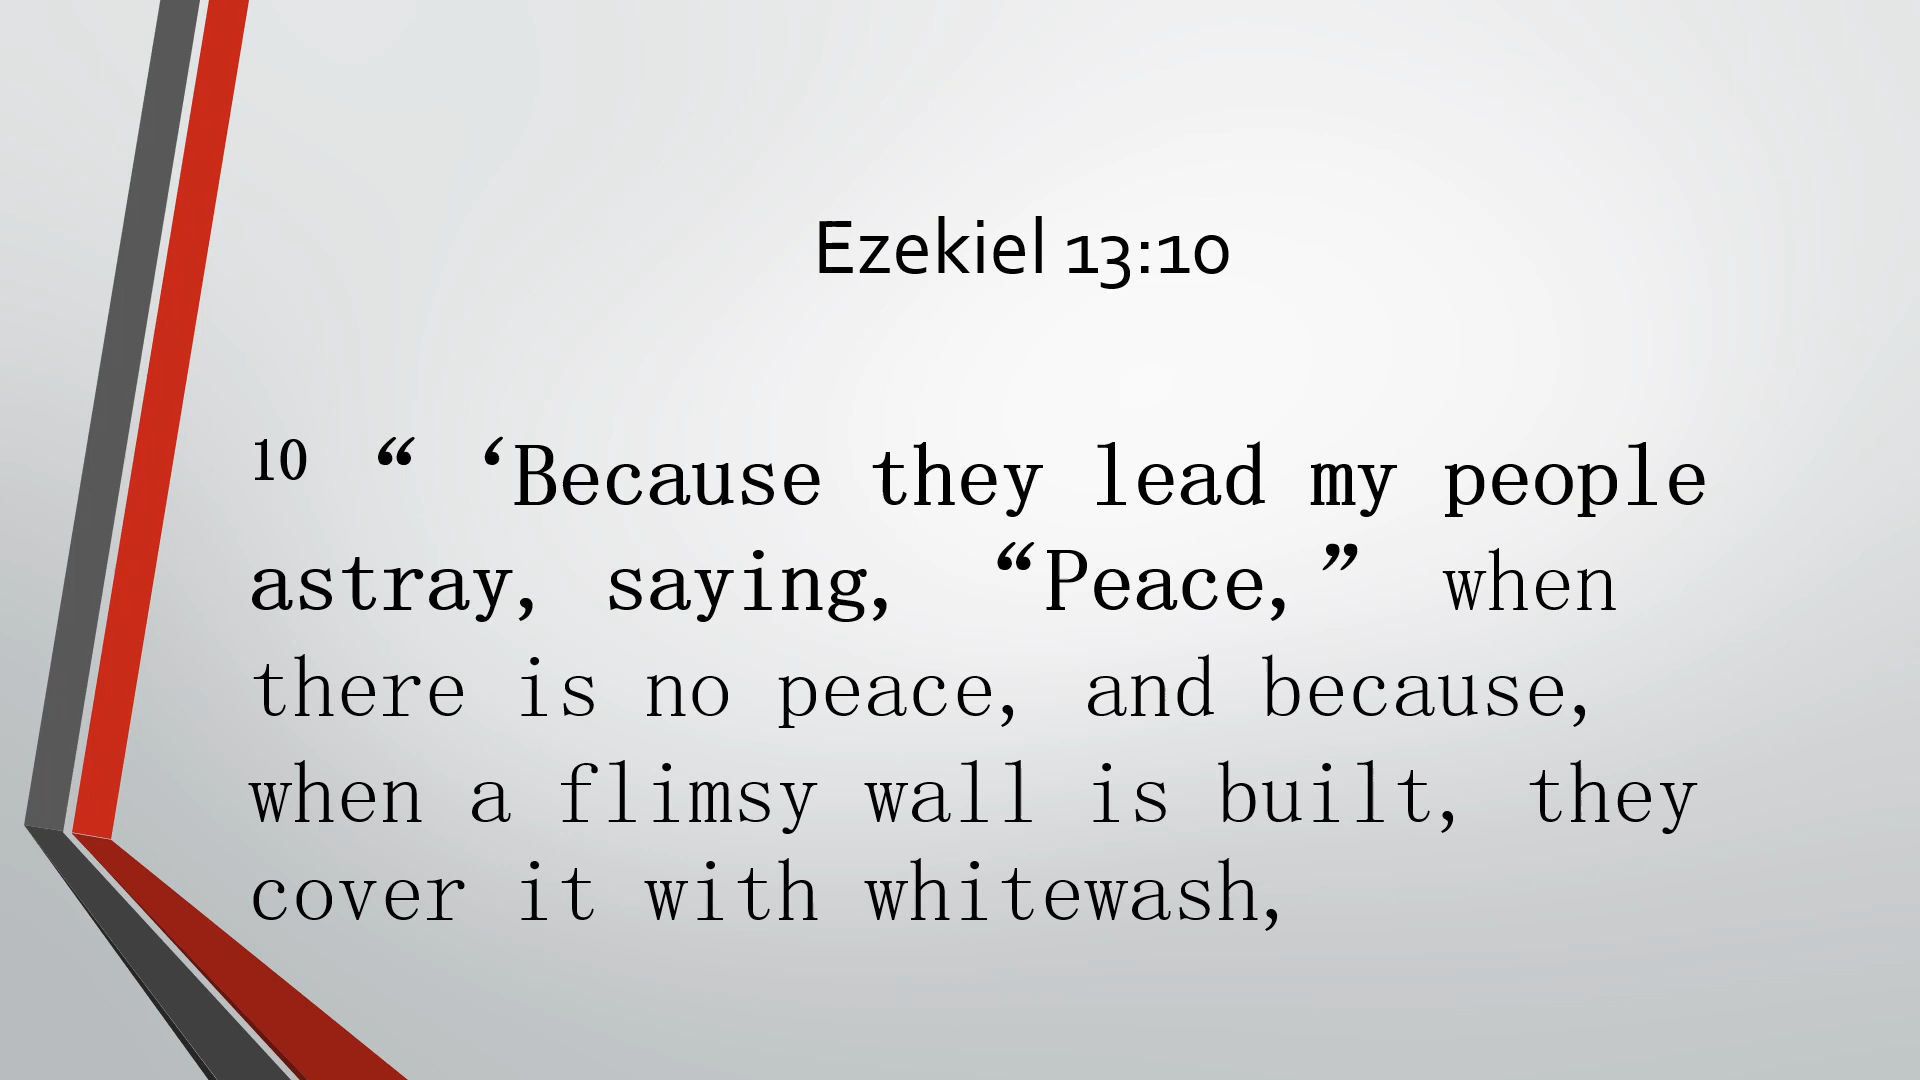 Ezekiel 13:10
10 “ ‘Because they lead my people
astray, saying, “Peace,” when
there is no peace, and because,
when a flimsy wall is built, they
cover it with whitewash,